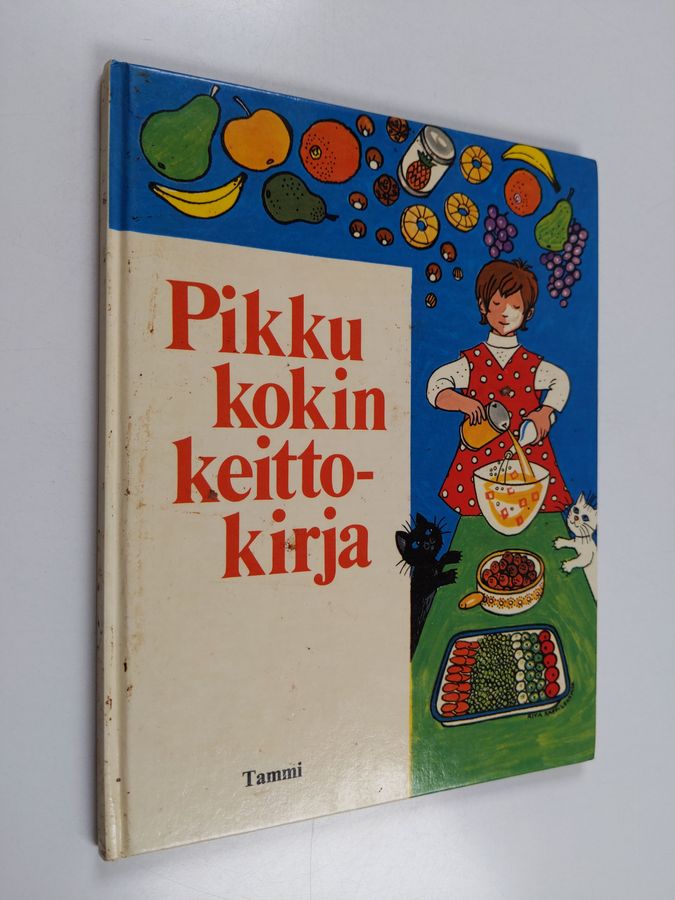 Pikku
kokin
keitto-
kirja
Tammi